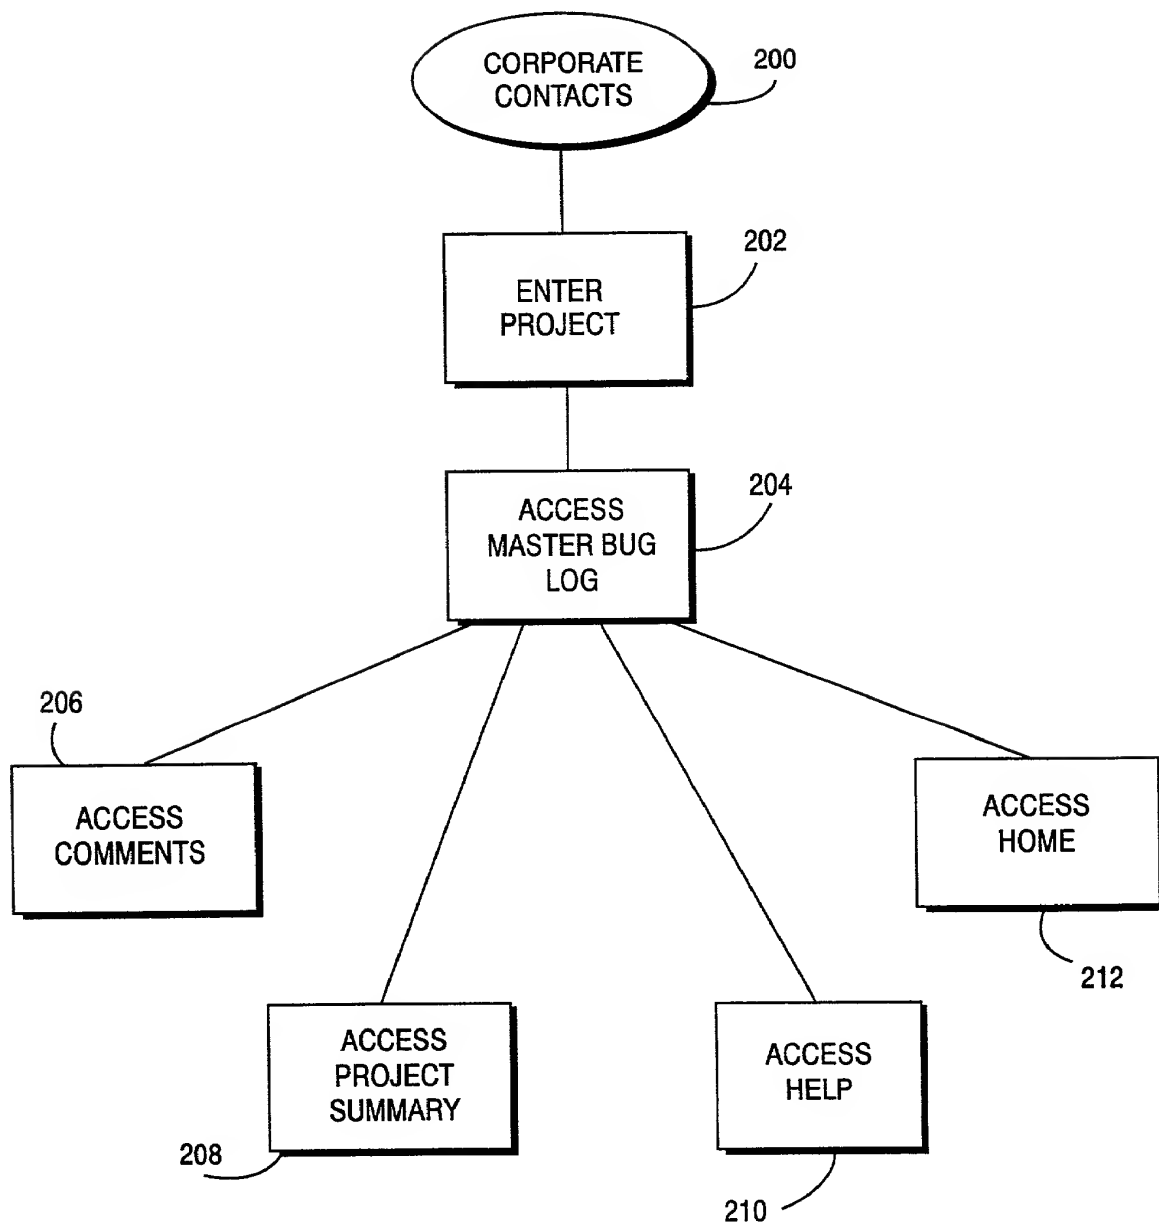 CORPORATE
CONTACTS
200
202
ENTER
PROJECT
204
ACCESS
MASTER BUG
LOG
206
ACCESS
COMMENTS
ACCESS
HOME
212
ACCESS
PROJECT
SUMMARY
208
ACCESS
HELP
210